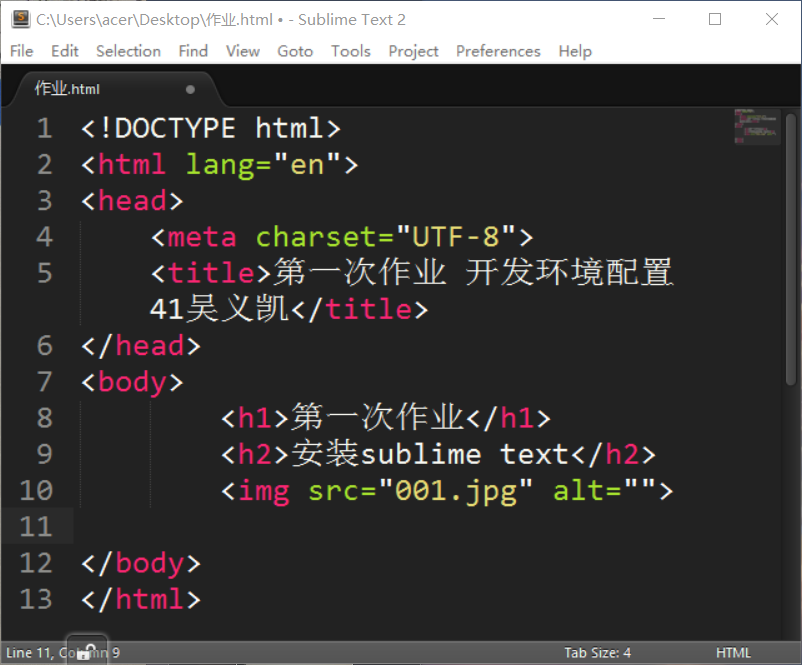 C:\Users\acer\Desktop\作业.html • - Sublime Text 2
File Edit Selection Find View Goto Tools Project Preferences Help
作业.html
1 <!DOCTYPE html>
2 <html lang="en">
3 <head>
4 <meta charset="UTF-8">
5 <title>第一次作业 开发环境配置
41吴义凯</title>
6 </head>
7 <body>
8 <h1>第一次作业</h1>
9 <h2>安装sublime text</h2>
10 <img src="001.jpg" alt="">
11
12 </body>
13 </html>
Line 11, Column 9 Tab Size: 4 HTML